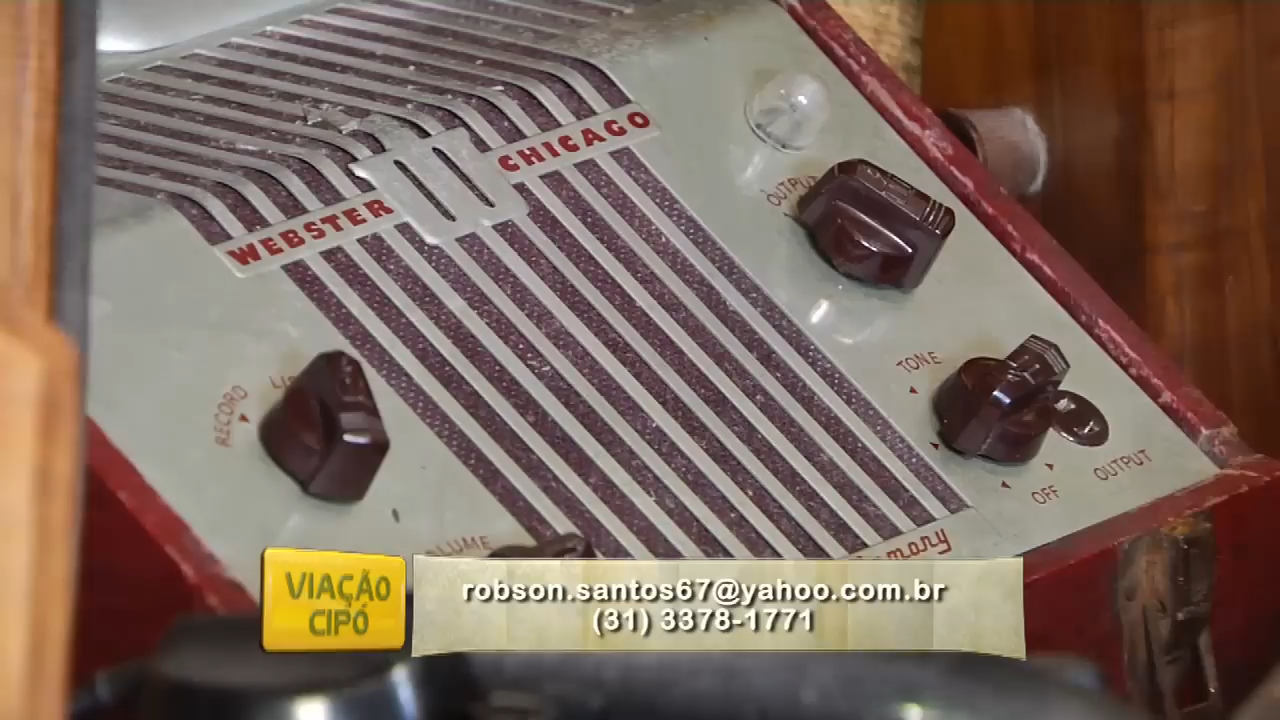 CHICAGO
WEBSTER
OUTPUT
TONE
RECORD
OUTPUT
OFF
VIAÇÃO
CIPÓ
robson.santos67@yahoo.com.br
(31) 3378-1771